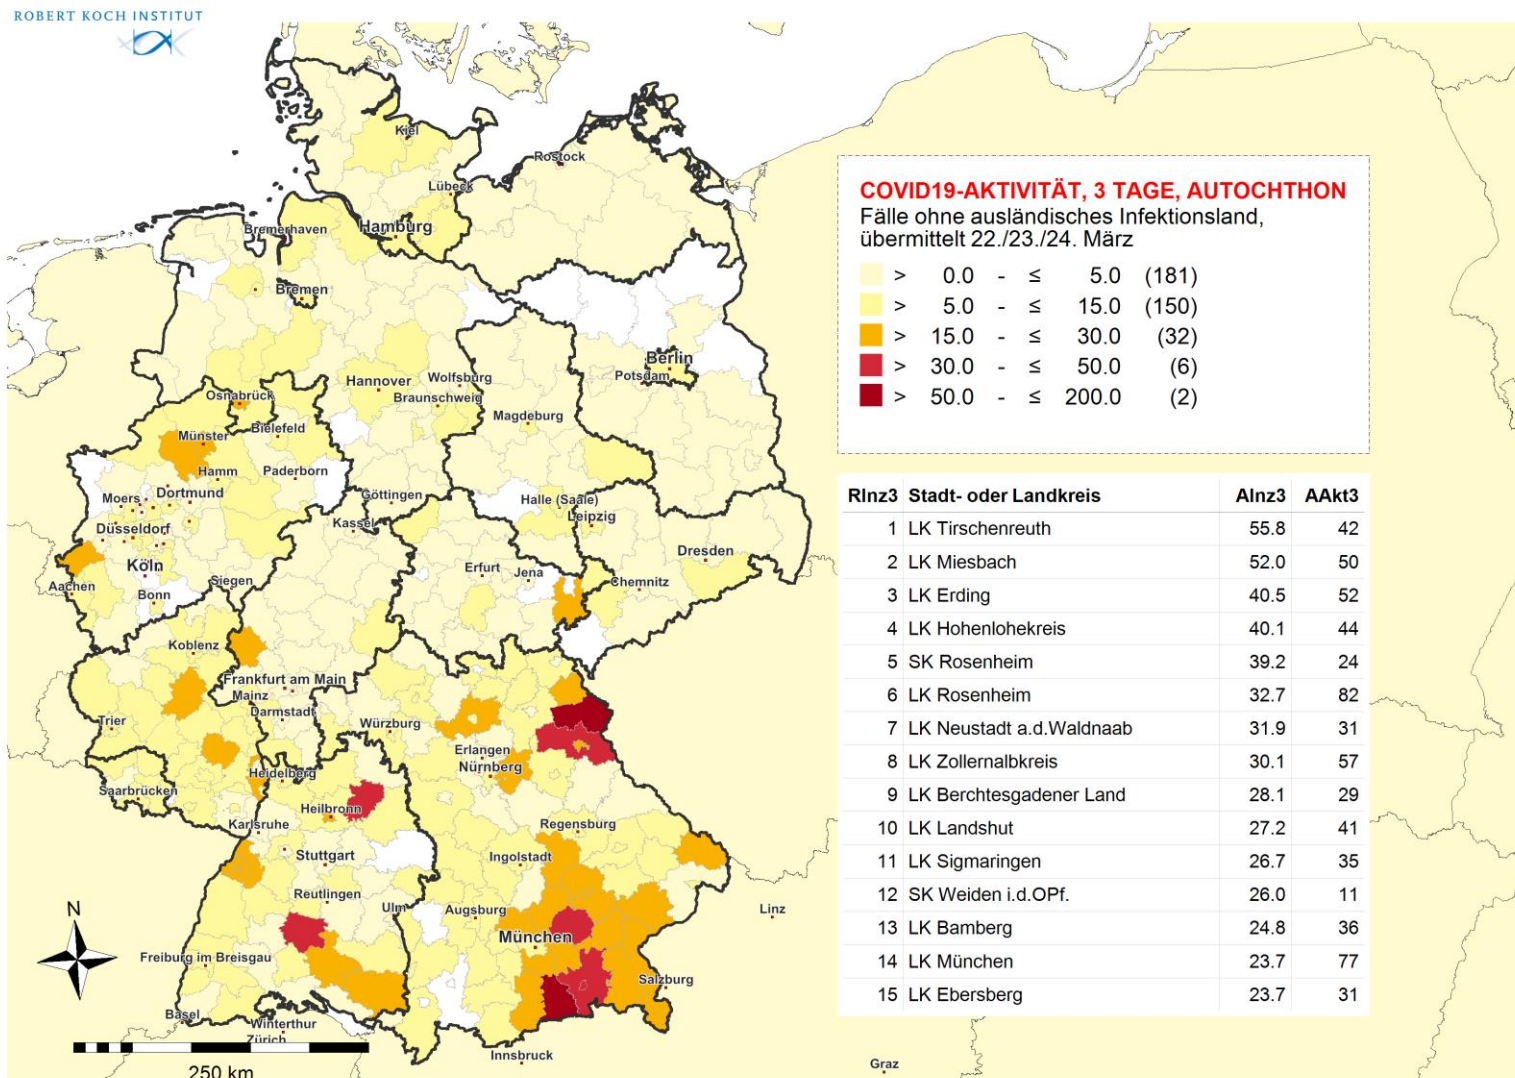 ROBERT KOCH INSTITUT
Kiel
Rostock
Lübeck
Bremerhaven
Hamburg
Bremen
Berlin
Potsdam
Hannover
Wolfsburg
Braunschweig
Osnabrück
Magdeburg
Münster
Bielefeld
Hamm
Paderborn
Moers
Dortmund
Göttingen
Halle (Saale)
Leipzig
Düsseldorf
Kassel
Dresden
Köln
Erfurt
Jena
Chemnitz
Aachen
Siegen
Bonn
Koblenz
Frankfurt am Main
Mainz
Darmstadt
Trier
Würzburg
Erlangen
Nürnberg
Heidelberg
Saarbrücken
Heilbronn
Karlsruhe
Regensburg
Stuttgart
Ingolstadt
Reutlingen
Ulm
Augsburg
Linz
München
Freiburg im Breisgau
Salzburg
Basel
Winterthur
Zürich
Innsbruck
Graz
N
250 km
COVID19-AKTIVITÄT, 3 TAGE, AUTOCHTHON
Fälle ohne ausländisches Infektionsland,
übermittelt 22./23./24. März
> 0.0 - ≤ 5.0 (181)
> 5.0 - ≤ 15.0 (150)
> 15.0 - ≤ 30.0 (32)
> 30.0 - ≤ 50.0 (6)
> 50.0 - ≤ 200.0 (2)
RInz3 Stadt- oder Landkreis AInz3 AAkt3
1 LK Tirschenreuth 55.8 42
2 LK Miesbach 52.0 50
3 LK Erding 40.5 52
4 LK Hohenlohekreis 40.1 44
5 SK Rosenheim 39.2 24
6 LK Rosenheim 32.7 82
7 LK Neustadt a.d.Waldnaab 31.9 31
8 LK Zollernalbkreis 30.1 57
9 LK Berchtesgadener Land 28.1 29
10 LK Landshut 27.2 41
11 LK Sigmaringen 26.7 35
12 SK Weiden i.d.OPf. 26.0 11
13 LK Bamberg 24.8 36
14 LK München 23.7 77
15 LK Ebersberg 23.7 31